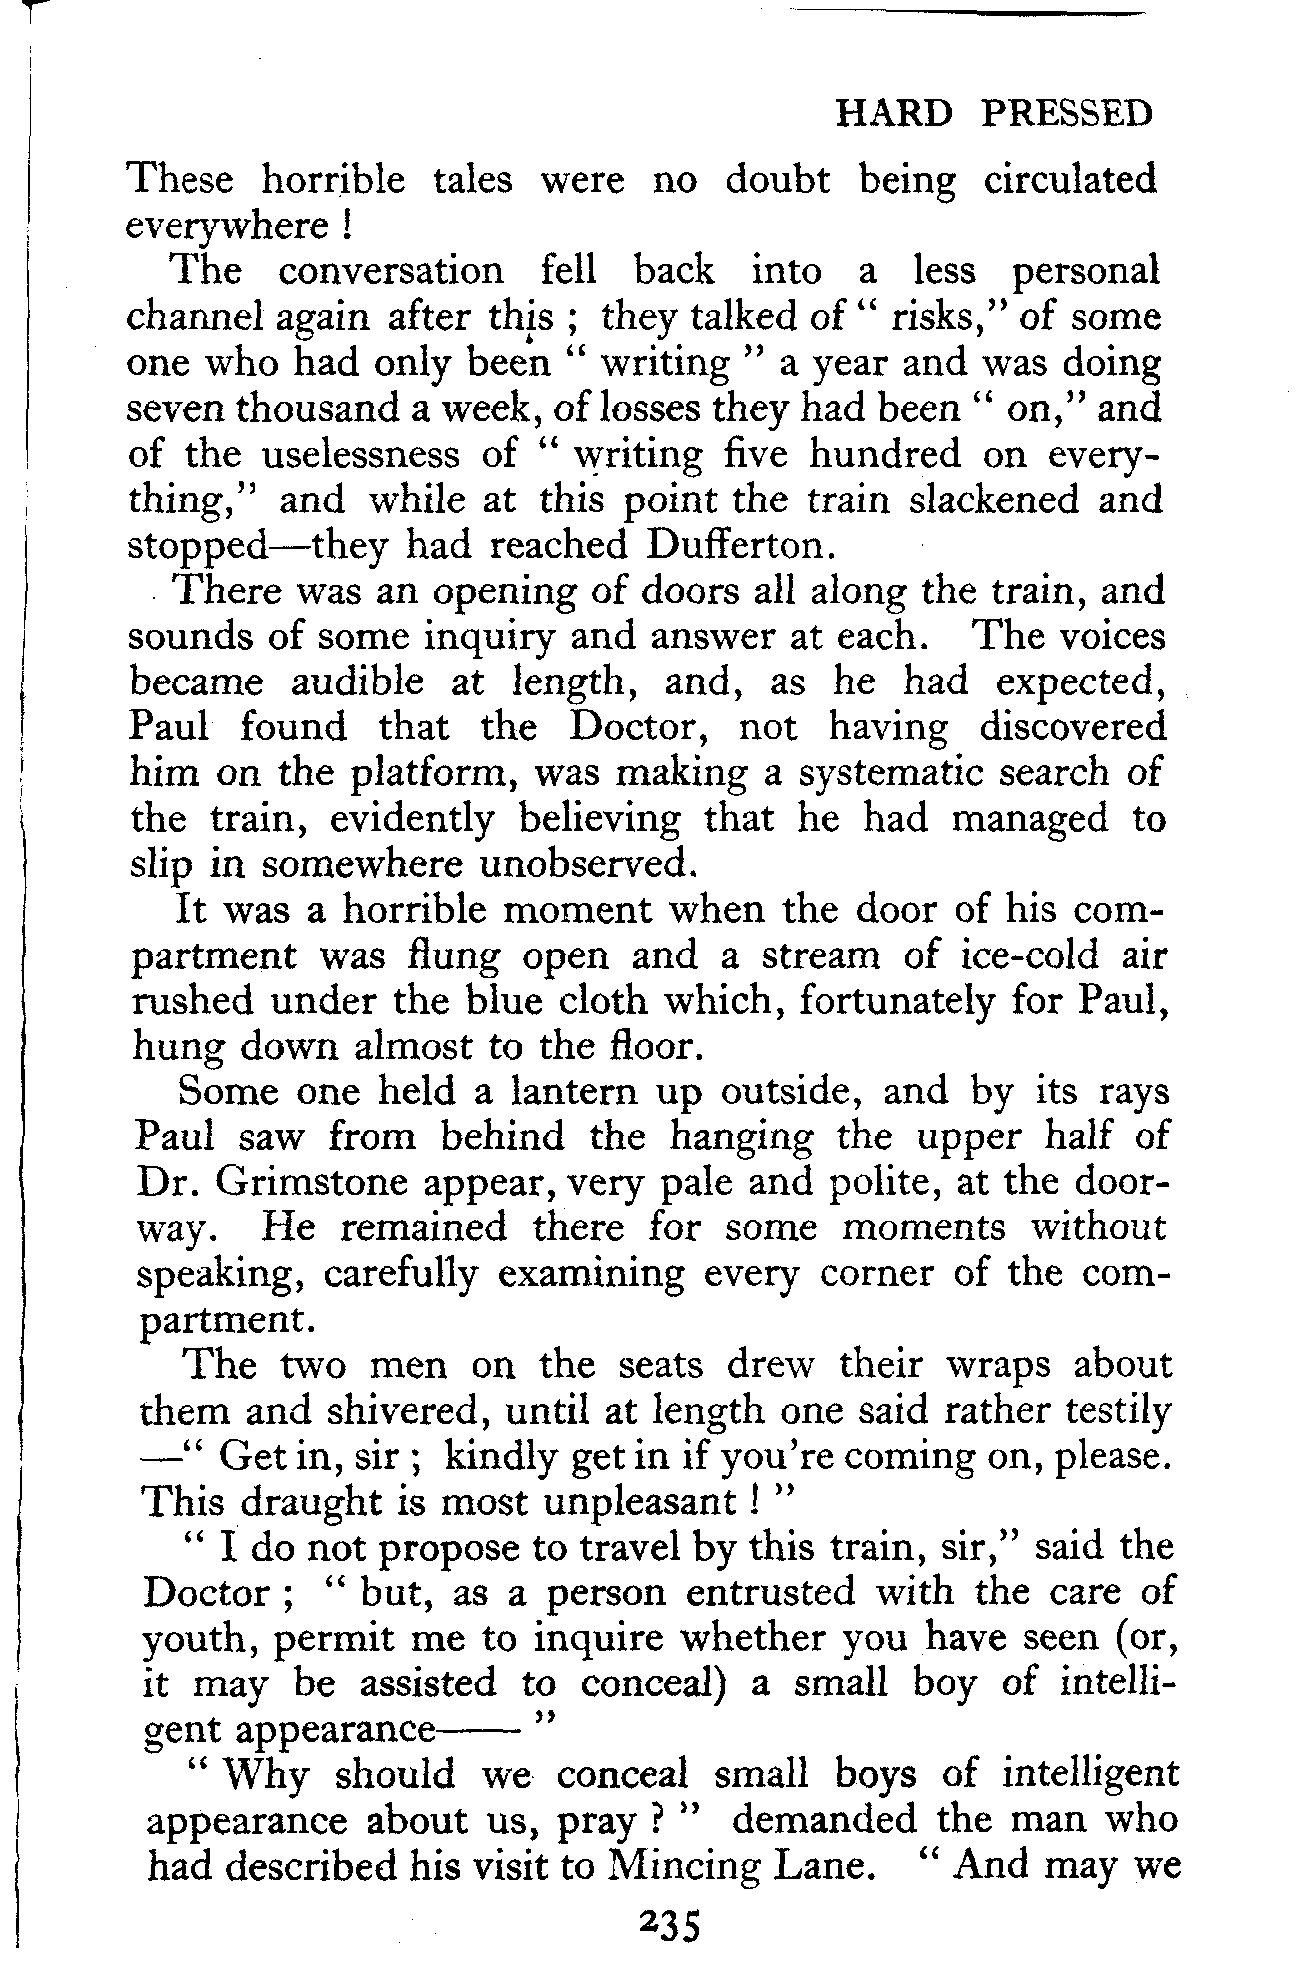 HARD PRESSED
These horrible tales were no doubt being circulated
everywhere !
The conversation fell back into a less personal
channel again after this ; they talked of “ risks,” of some
one who had only been “ writing ” a year and was doing
seven thousand a week, of losses they had been “ on,” and
of the uselessness of “ writing five hundred on every-
thing,” and while at this point the train slackened and
stopped—they had reached Dufferton.
There was an opening of doors all along the train, and
sounds of some inquiry and answer at each. The voices
became audible at length, and, as he had expected,
Paul found that the Doctor, not having discovered
him on the platform, was making a systematic search of
the train, evidently believing that he had managed to
slip in somewhere unobserved.
It was a horrible moment when the door of his com-
partment was flung open and a stream of ice-cold air
rushed under the blue cloth which, fortunately for Paul,
hung down almost to the floor.
Some one held a lantern up outside, and by its rays
Paul saw from behind the hanging the upper half of
Dr. Grimstone appear, very pale and polite, at the door-
way. He remained there for some moments without
speaking, carefully examining every corner of the com-
partment.
The two men on the seats drew their wraps about
them and shivered, until at length one said rather testily
—“ Get in, sir ; kindly get in if you’re coming on, please.
This draught is most unpleasant ! ”
“ I do not propose to travel by this train, sir,” said the
Doctor ; “ but, as a person entrusted with the care of
youth, permit me to inquire whether you have seen (or,
it may be assisted to conceal) a small boy of intelli-
gent appearance—— ”
“ Why should we conceal small boys of intelligent
appearance about us, pray ? ” demanded the man who
had described his visit to Mincing Lane. “ And may we
235